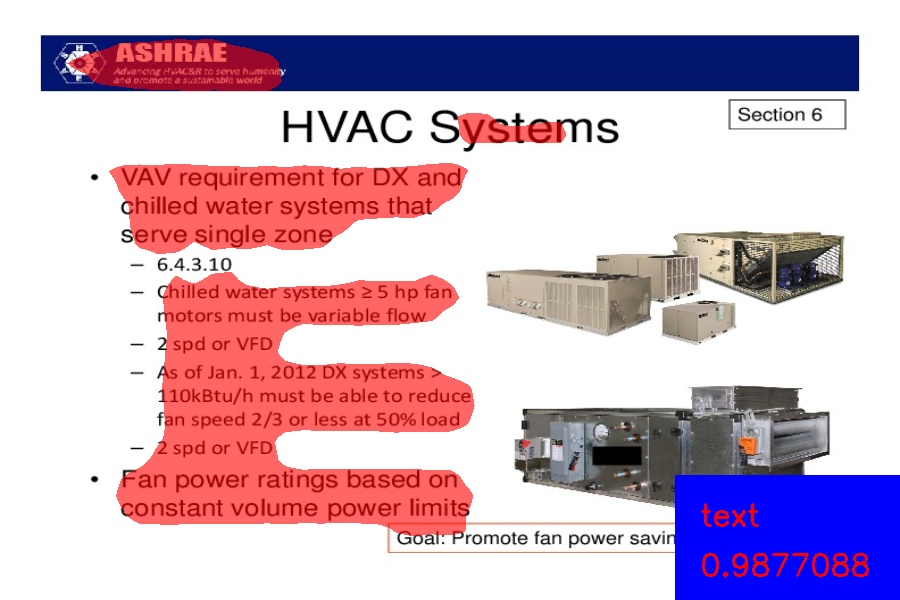 ASHRAE
Advancing HVAC&R to serve humanity
and promote a sustainable world
HVAC Systems
Section 6
• VAV requirement for DX and
chilled water systems that
serve single zone
– 6.4.3.10
– Chilled water systems ≥ 5 hp fan
motors must be variable flow
– 2 spd or VFD
– As of Jan. 1, 2012 DX systems >
110kBtu/h must be able to reduce
fan speed 2/3 or less at 50% load
– 2 spd or VFD
• Fan power ratings based on
constant volume power limits
Goal: Promote fan power
text
0.9877088